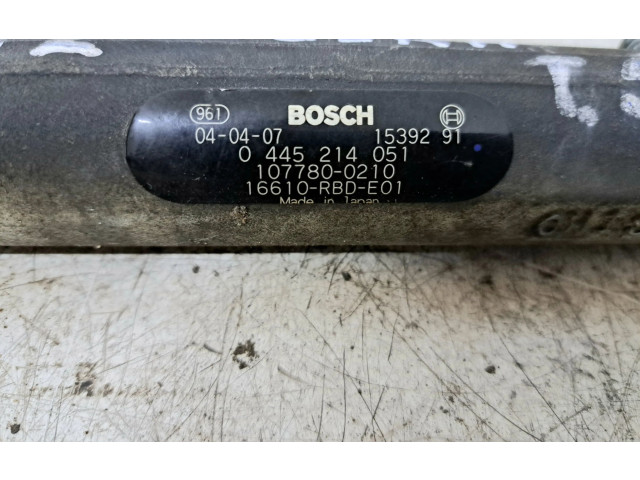 961 BOSCH
04-04-07 15392 91
0 445 214 051
107780-0210
16610-RBD-E01
Made in Japan